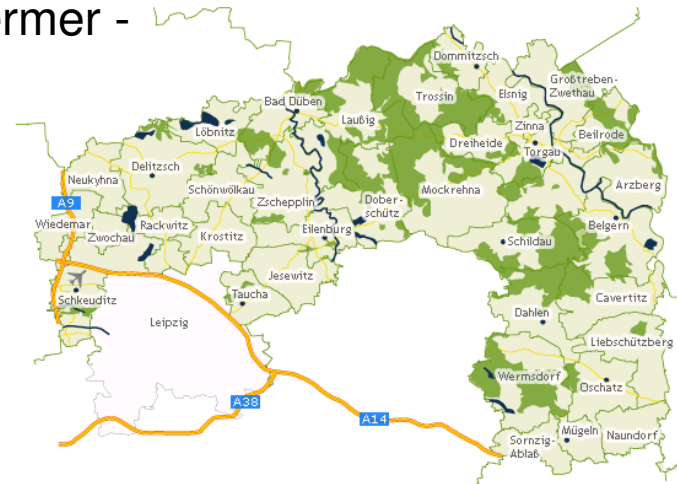 ermer -
Dommitzsch
Großtreben-
Zwethau
Trossin
Elsnig
Bad Düben
Laußig
Zinna
Beilrode
Löbnitz
Dreiheide
Torgau
Delitzsch
Neukyhna
Schönwölkau
Mockrehna
Arzberg
A9
Zschepplin
Dober-
schütz
Wiedemar
Zwochau
Rackwitz
Krostitz
Eilenburg
Belgern
Schildau
Jesewitz
Schkeuditz
Taucha
Cavertitz
Leipzig
Dahlen
Liebschützberg
Wermsdorf
Oschatz
A38
A14
Sornzig-
Ablaß
Mügeln
Naundorf